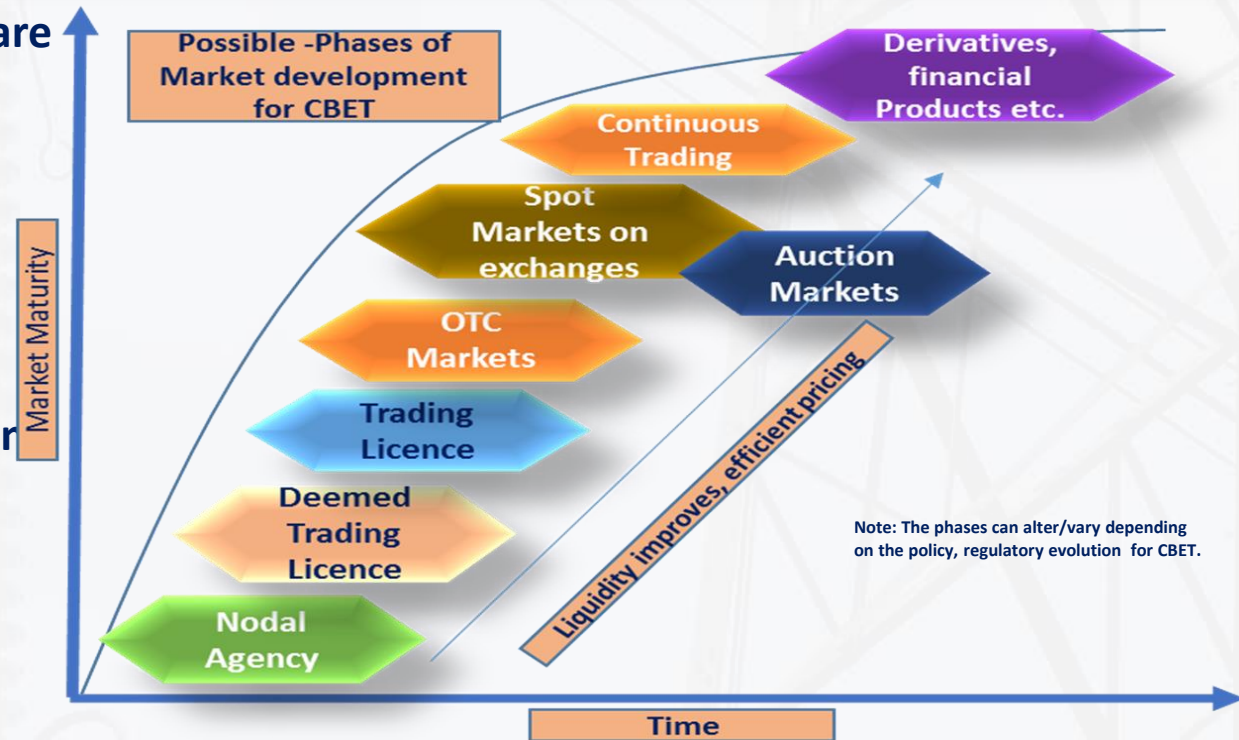 are
Possible -Phases of
Market development
for CBET
Derivatives,
financial
Products etc.
Continuous
Trading
Spot
Markets on
exchanges
Auction
Markets
OTC
Markets
Trading
Licence
Deemed
Trading
Licence
Nodal
Agency
Market Maturity
r
Liquidity improves, efficient pricing
Note: The phases can alter/vary depending
on the policy, regulatory evolution for CBET.
Time